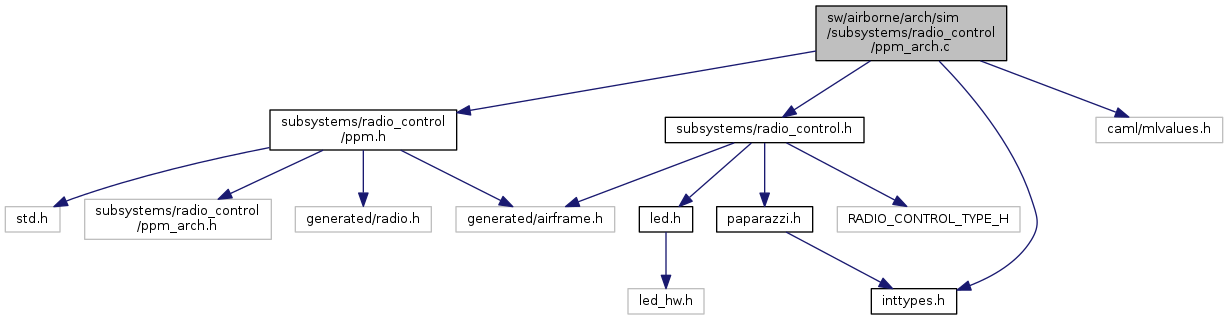 sw/airborne/arch/sim
/subsystems/radio_control
/ppm_arch.c
subsystems/radio_control
/ppm.h
subsystems/radio_control.h
caml/mlvalues.h
std.h
subsystems/radio_control
/ppm_arch.h
generated/radio.h
generated/airframe.h
led.h
paparazzi.h
RADIO_CONTROL_TYPE_H
led_hw.h
inttypes.h